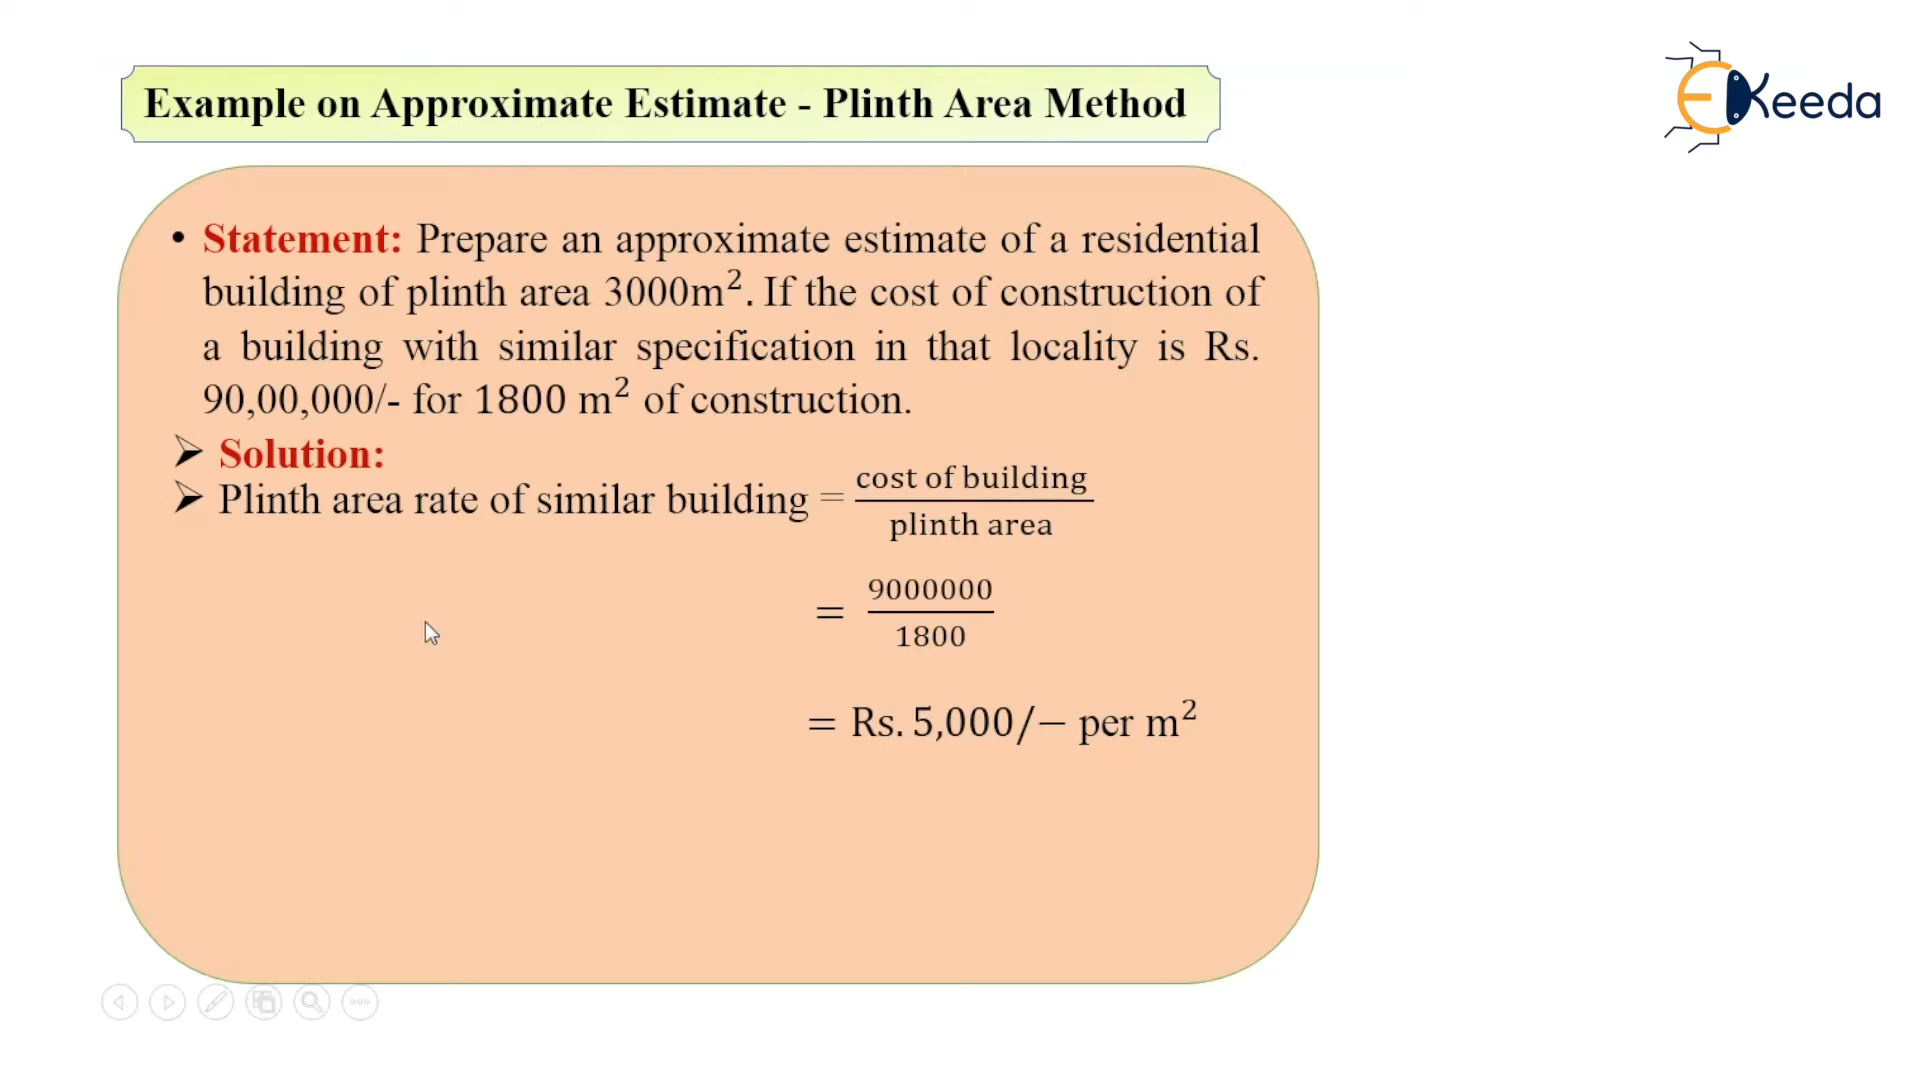 Example on Approximate Estimate - Plinth Area Method
Keeda
• Statement: Prepare an approximate estimate of a residential
building of plinth area 3000m². If the cost of construction of
a building with similar specification in that locality is Rs.
90,00,000/- for 1800 m² of construction.
➢ Solution:
➢ Plinth area rate of similar building = cost of building / plinth area
= 9000000 / 1800
= Rs. 5,000/− per m²